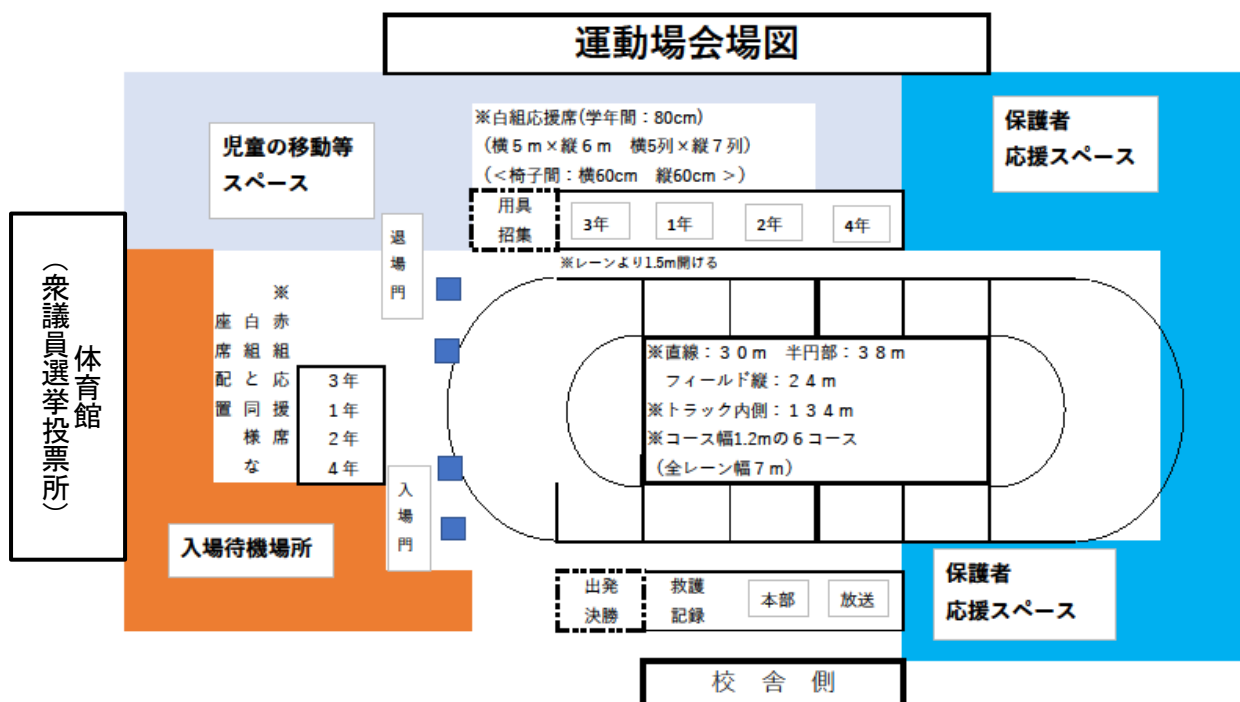 運動場会場図
児童の移動等
スペース
※白組応援席(学年間：80cm)
（横５ｍ×縦６ｍ　横5列×縦７列）
（<椅子間：横60cm　縦60cm >）
保護者
応援スペース
用具
招集
3年
1年
2年
4年
退場門
※レーンより1.5m開ける
体育館
（衆議員選挙投票所）
※赤組応援席
白組と同様な
座席配置
３年
１年
２年
４年
※直線：３０ｍ　半円部：３８ｍ
フィールド縦：２４ｍ
※トラック内側：１３４ｍ
※コース幅1.2mの６コース
（全レーン幅７ｍ）
入場門
入場待機場所
出発
決勝
救護
記録
本部
放送
保護者
応援スペース
校　舎　側